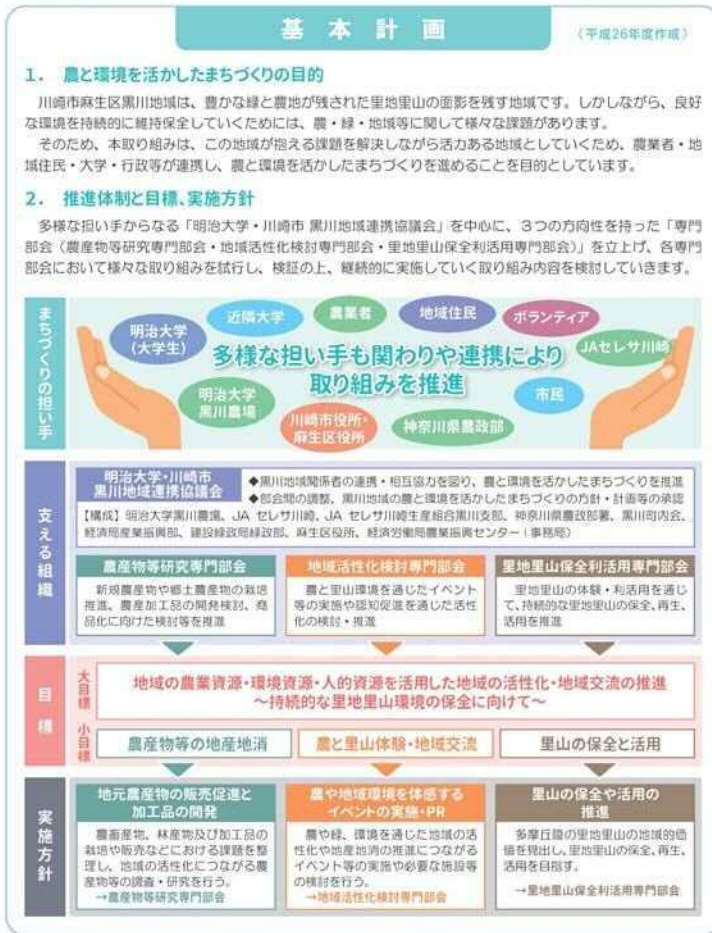 基本計画
(平成26年度作成)
1. 農と環境を活かしたまちづくりの目的
川崎市麻生区黒川地域は、豊かな緑と農地が残された里地里山の面影を残す地域です。しかしながら、良好
な環境を持続的に維持保全していくためには、農・緑・地域等に関して様々な課題があります。
そのため、本取り組みは、この地域が抱える課題を解決しながら活力ある地域としていくため、農業者・地
域住民・大学・行政等が連携し、農と環境を活かしたまちづくりを進めることを目的としています。
2. 推進体制と目標、実施方針
多様な担い手からなる「明治大学・川崎市 黒川地域連携協議会」を中心に、3つの方向性を持った「専門
部会(農産物等研究専門部会・地域活性化検討専門部会・里地里山保全利活用専門部会)」を立上げ、各専門
部会において様々な取り組みを試行し、検証の上、継続的に実施していく取り組み内容を検討していきます。
まちづくりの担い手
明治大学
(大学生)
近隣大学
農業者
地域住民
ボランティア
JAセレサ川崎
多様な担い手も関わりや連携により
取り組みを推進
明治大学
黒川農場
川崎市役所・
麻生区役所
神奈川県農政部
市民
支える組織
明治大学・川崎市
黒川地域連携協議会
◆黒川地域関係者の連携・相互協力を図り、農と環境を活かしたまちづくりを推進
◆部会間の調整、黒川地域の農と環境を活かしたまちづくりの方針・計画等の承認
【構成】明治大学黒川農場、JA セレサ川崎、JA セレサ川崎生産組合黒川支部、神奈川県農政部署、黒川町内会、
経済局産業振興部、建設緑政局緑政部、麻生区役所、経済労働局農業振興センター(事務局)
農産物等研究専門部会
新規農産物や郷土農産物の栽培
推進、農産加工品の開発検討、商
品化に向けた検討等を推進
地域活性化検討専門部会
農と里山環境を通じたイベント
等の実施や認知促進を通じた活性
化の検討・推進
里地里山保全利活用専門部会
里地里山の体験・利活用を通じ
て、持続的な里地里山の保全、再生、
活用を推進
目標
大目標
地域の農業資源・環境資源・人的資源を活用した地域の活性化・地域交流の推進
～持続的な里地里山環境の保全に向けて～
小目標
農産物等の地産地消
農と里山体験・地域交流
里山の保全と活用
実施方針
地元農産物の販売促進と
加工品の開発
農畜産物、林産物及び加工品の
栽培や販売などにおける課題を整
理し、地域の活性化につながる農
産物等の調査・研究を行う。
→農産物等研究専門部会
農や地域環境を体感する
イベントの実施・PR
農や緑、環境を通じた地域の活
性化や地産地消の推進につながる
イベント等の実施や必要な施設等
の検討を行う。
→地域活性化検討専門部会
里山の保全や活用の
推進
多摩丘陵の里地里山の地域的価
値を見出し、里地里山の保全、再生、
活用を目指す。
→里地里山保全利活用専門部会